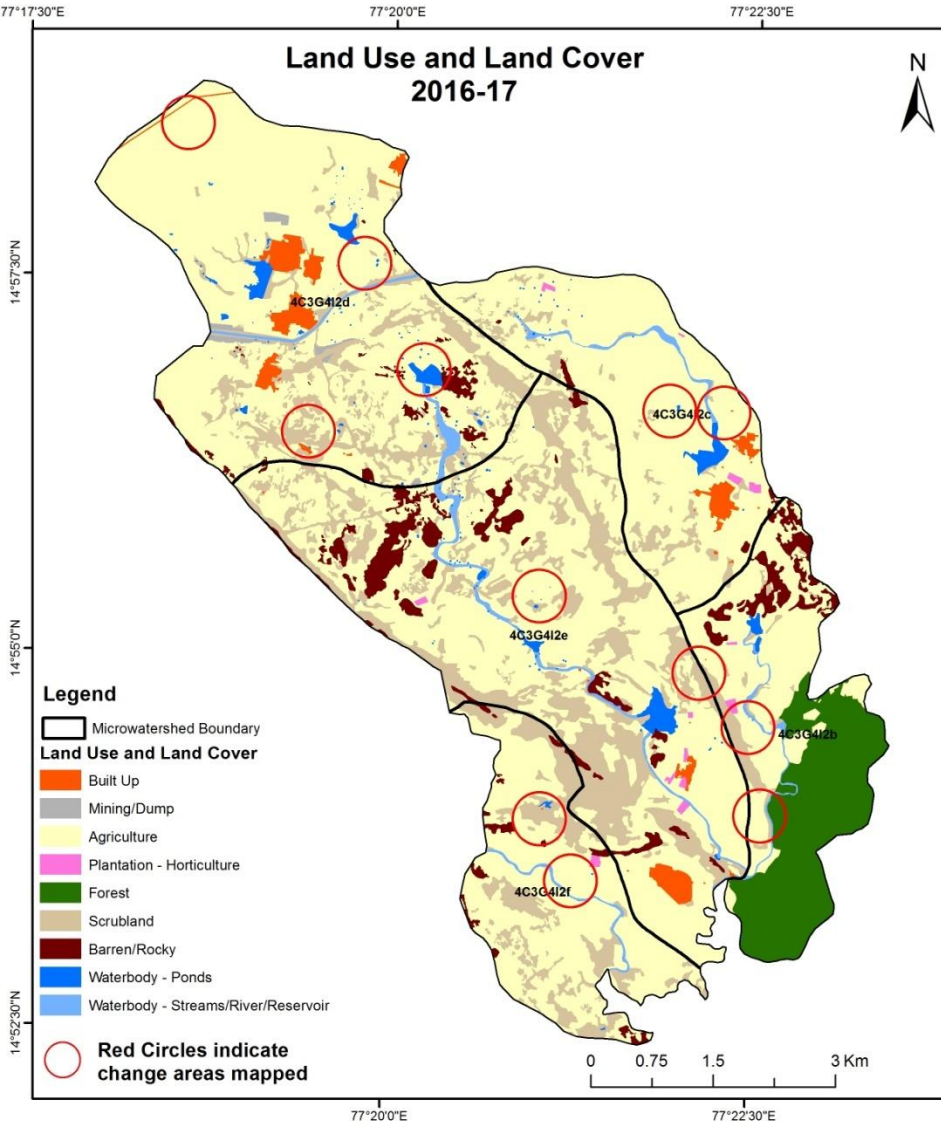 77°17'30"E
77°20'0"E
77°22'30"E
Land Use and Land Cover
2016-17
N
14°57'30"N
4C3G4I2d
4C3G4I2c
14°55'0"N
4C3G4I2e
4C3G4I2b
4C3G4I2f
Legend
Microwatershed Boundary
Land Use and Land Cover
Built Up
Mining/Dump
Agriculture
Plantation - Horticulture
Forest
Scrubland
Barren/Rocky
Waterbody - Ponds
Waterbody - Streams/River/Reservoir
14°52'30"N
Red Circles indicate
change areas mapped
0 0.75 1.5 3 Km
77°20'0"E
77°22'30"E